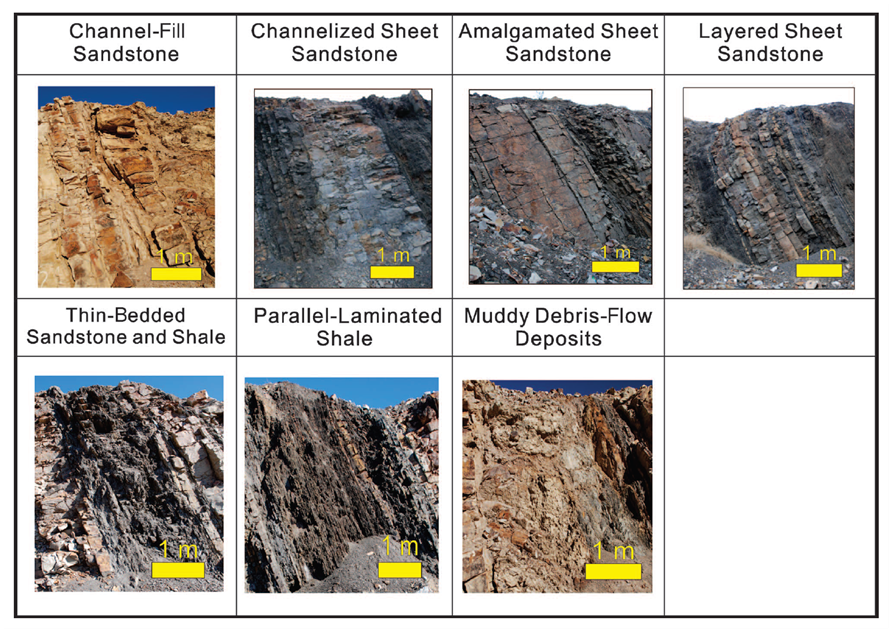 Channel-Fill
Sandstone
Channelized Sheet
Sandstone
Amalgamated Sheet
Sandstone
Layered Sheet
Sandstone
1 m
1 m
1 m
1 m
Thin-Bedded
Sandstone and Shale
Parallel-Laminated
Shale
Muddy Debris-Flow
Deposits
1 m
1 m
1 m